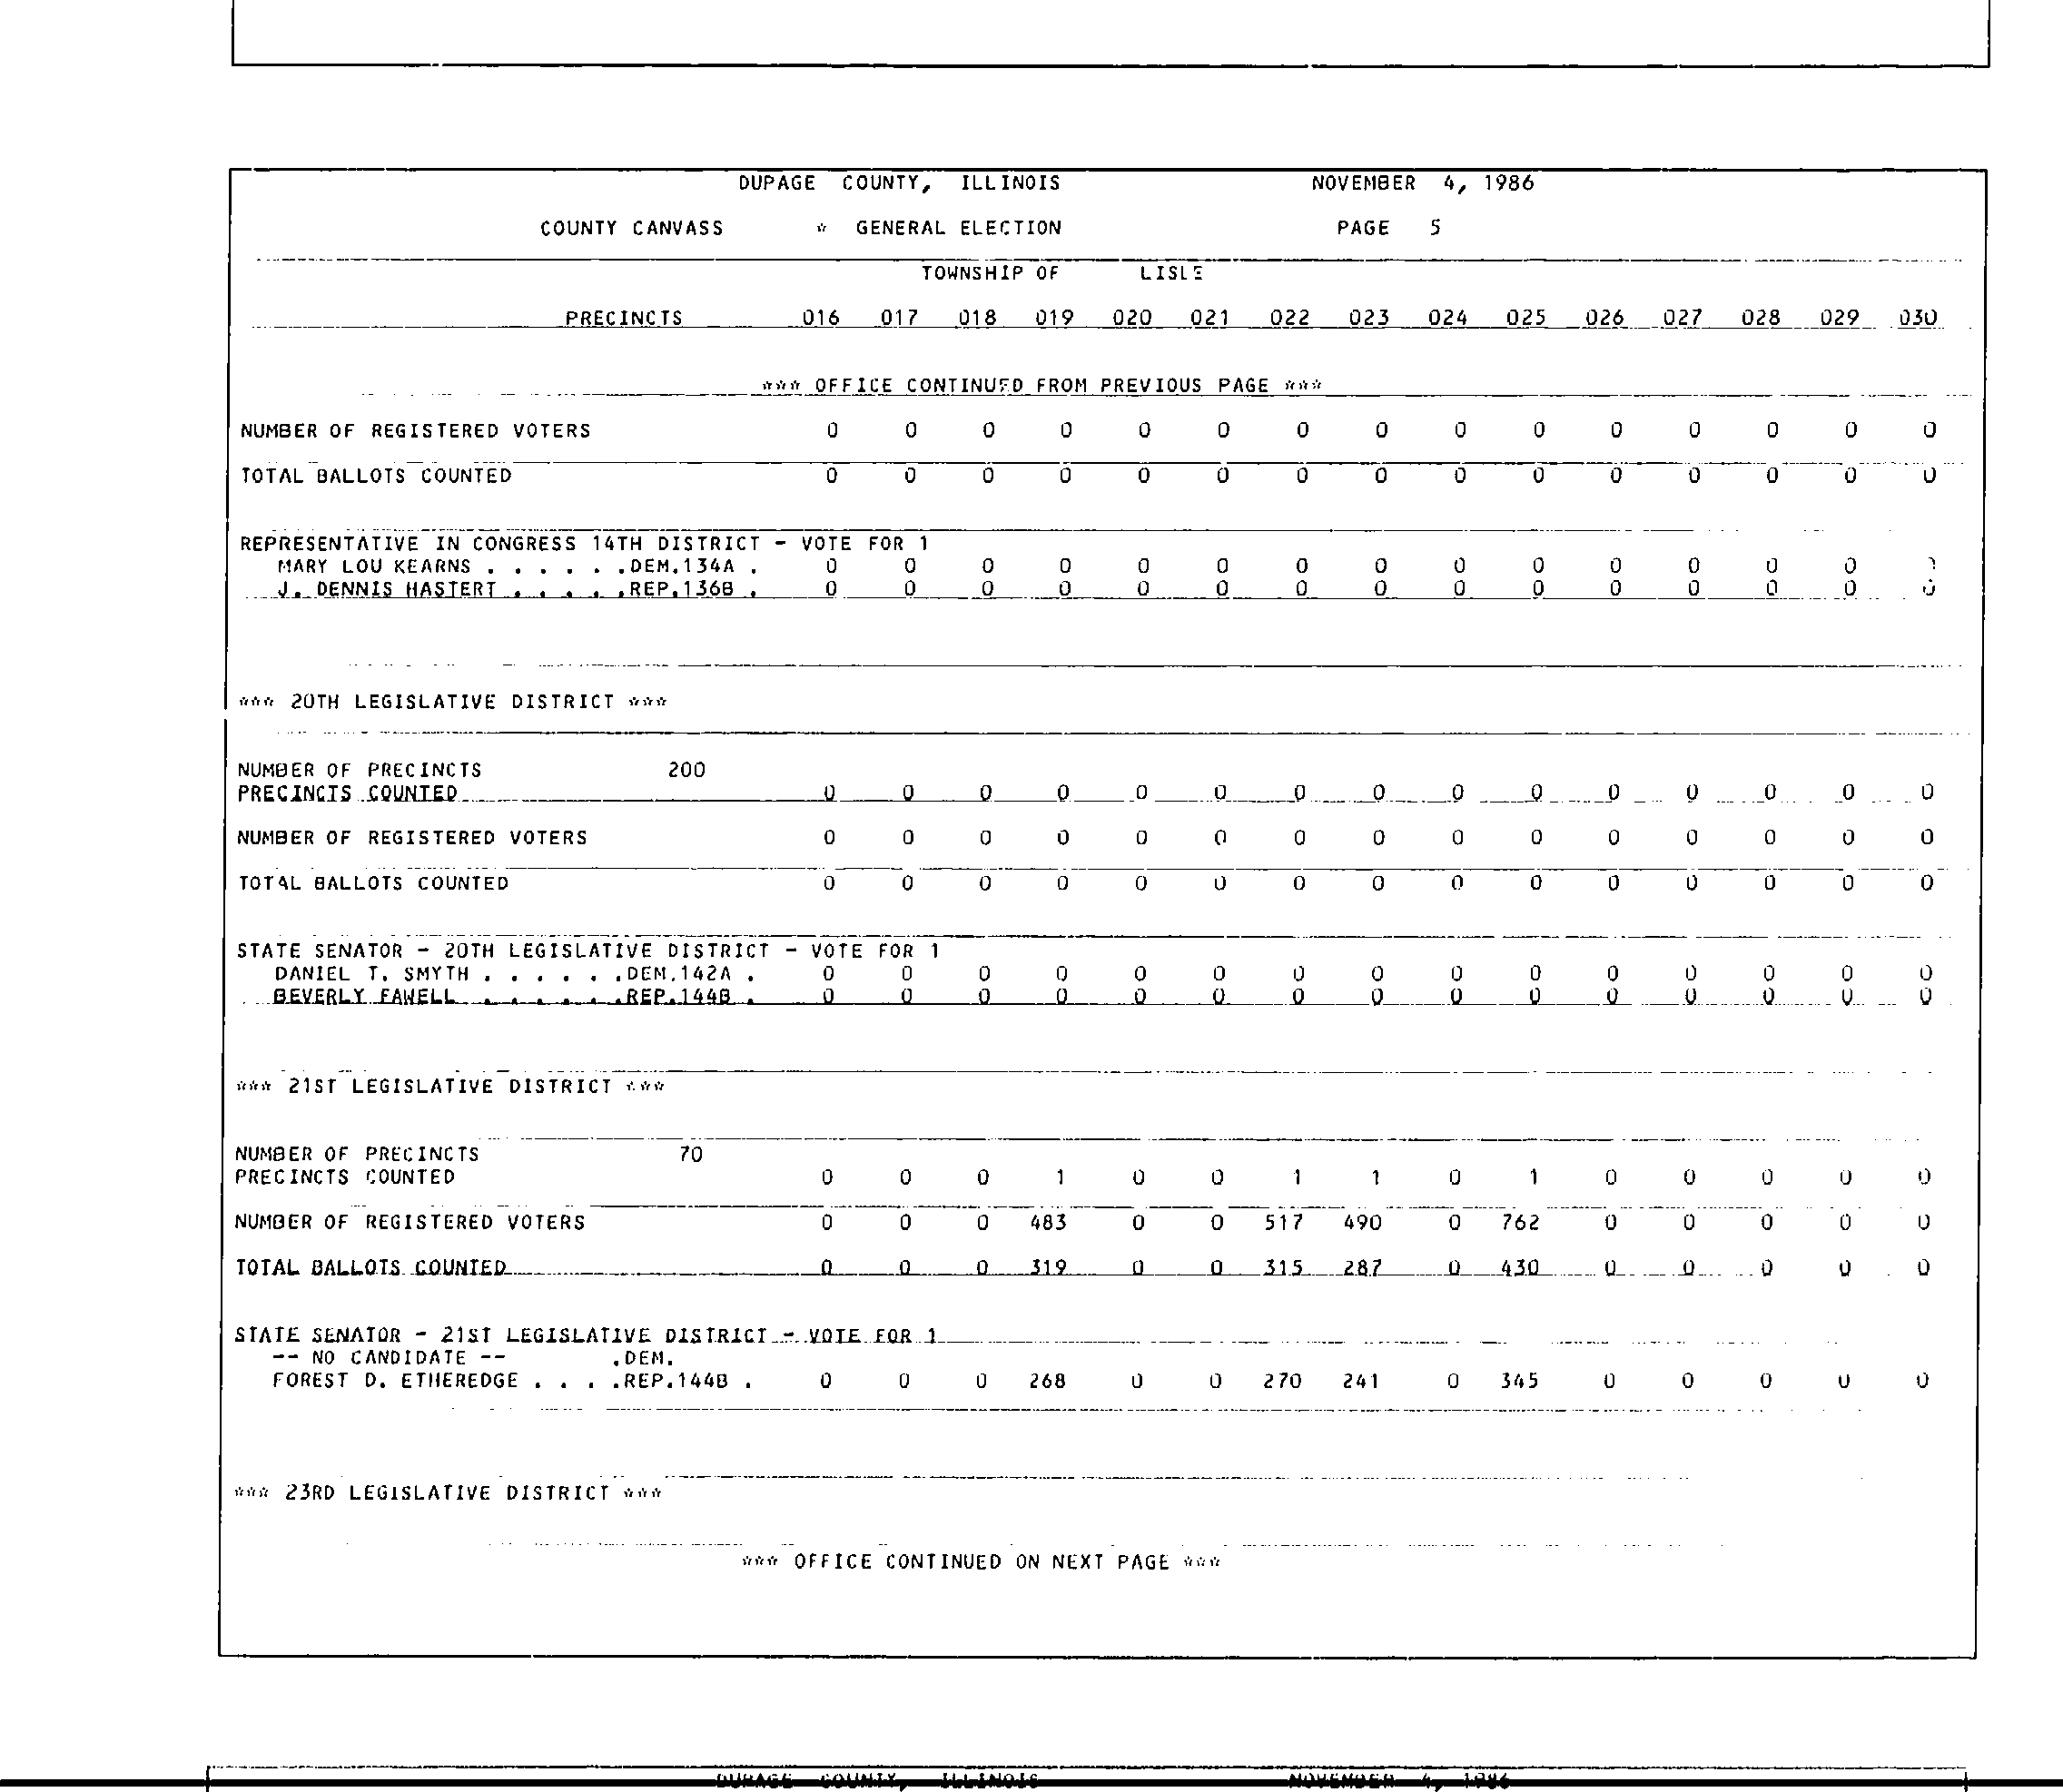 DUPAGE COUNTY, ILLINOIS NOVEMBER 4, 1986
COUNTY CANVASS * GENERAL ELECTION PAGE 5
TOWNSHIP OF LISLE
PRECINCTS 016 017 018 019 020 021 022 023 024 025 026 027 028 029 030
*** OFFICE CONTINUED FROM PREVIOUS PAGE ***
NUMBER OF REGISTERED VOTERS 0 0 0 0 0 0 0 0 0 0 0 0 0 0 0
TOTAL BALLOTS COUNTED 0 0 0 0 0 0 0 0 0 0 0 0 0 0 0
REPRESENTATIVE IN CONGRESS 14TH DISTRICT - VOTE FOR 1
MARY LOU KEARNS . . . . . .DEM.134A . 0 0 0 0 0 0 0 0 0 0 0 0 0 0
J. DENNIS HASTERT . . . . .REP.136B . 0 0 0 0 0 0 0 0 0 0 0 0 0 0 0
*** 20TH LEGISLATIVE DISTRICT ***
NUMBER OF PRECINCTS 200
PRECINCTS COUNTED 0 0 0 0 0 0 0 0 0 0 0 0 0 0 0
NUMBER OF REGISTERED VOTERS 0 0 0 0 0 0 0 0 0 0 0 0 0 0 0
TOTAL BALLOTS COUNTED 0 0 0 0 0 0 0 0 0 0 0 0 0 0 0
STATE SENATOR - 20TH LEGISLATIVE DISTRICT - VOTE FOR 1
DANIEL T. SMYTH . . . . . .DEM.142A . 0 0 0 0 0 0 0 0 0 0 0 0 0 0 0
BEVERLY FAWELL . . . . . .REP.144B . 0 0 0 0 0 0 0 0 0 0 0 0 0 0 0
*** 21ST LEGISLATIVE DISTRICT ***
NUMBER OF PRECINCTS 70
PRECINCTS COUNTED 0 0 0 1 0 0 1 1 0 1 0 0 0 0 0
NUMBER OF REGISTERED VOTERS 0 0 0 483 0 0 517 490 0 762 0 0 0 0 0
TOTAL BALLOTS COUNTED 0 0 0 319 0 0 315 287 0 430 0 0 0 0 0
STATE SENATOR - 21ST LEGISLATIVE DISTRICT - VOTE FOR 1
-- NO CANDIDATE -- .DEM.
FOREST D. ETHEREDGE . . . .REP.144B . 0 0 0 268 0 0 270 241 0 345 0 0 0 0 0
*** 23RD LEGISLATIVE DISTRICT ***
*** OFFICE CONTINUED ON NEXT PAGE ***
DUPAGE COUNTY, ILLINOIS NOVEMBER 4, 1986